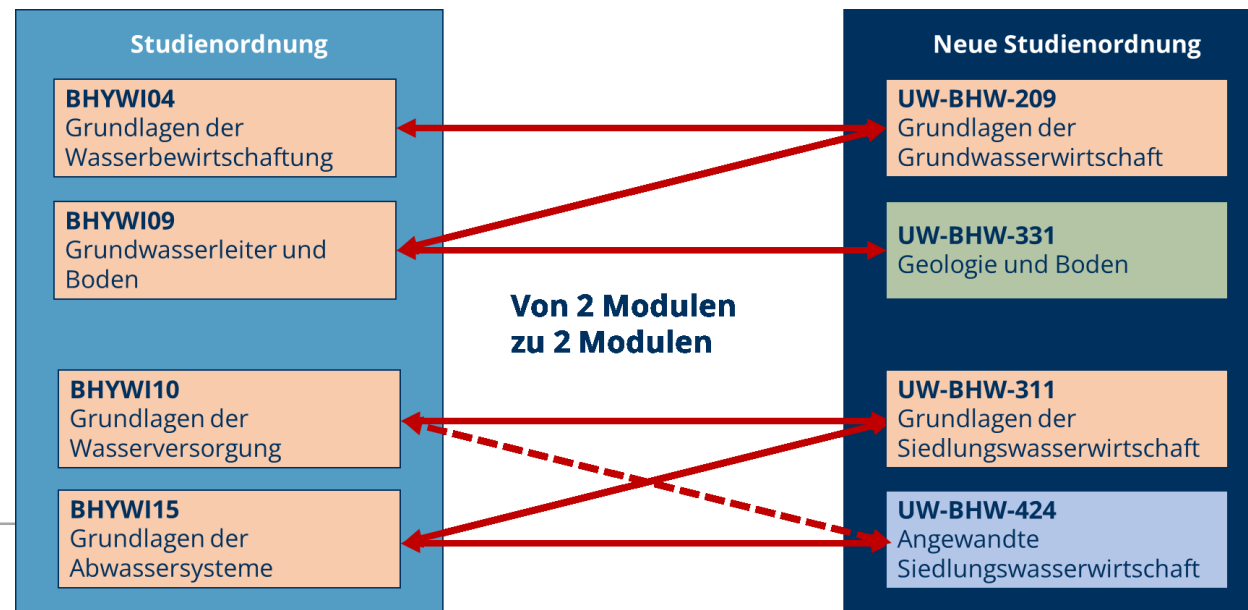 Studienordnung
BHYWI04
Grundlagen der
Wasserbewirtschaftung
BHYWI09
Grundwasserleiter und
Boden
BHYWI10
Grundlagen der
Wasserversorgung
BHYWI15
Grundlagen der
Abwassersysteme
Von 2 Modulen
zu 2 Modulen
Neue Studienordnung
UW-BHW-209
Grundlagen der
Grundwasserwirtschaft
UW-BHW-331
Geologie und Boden
UW-BHW-311
Grundlagen der
Siedlungswasserwirtschaft
UW-BHW-424
Angewandte
Siedlungswasserwirtschaft